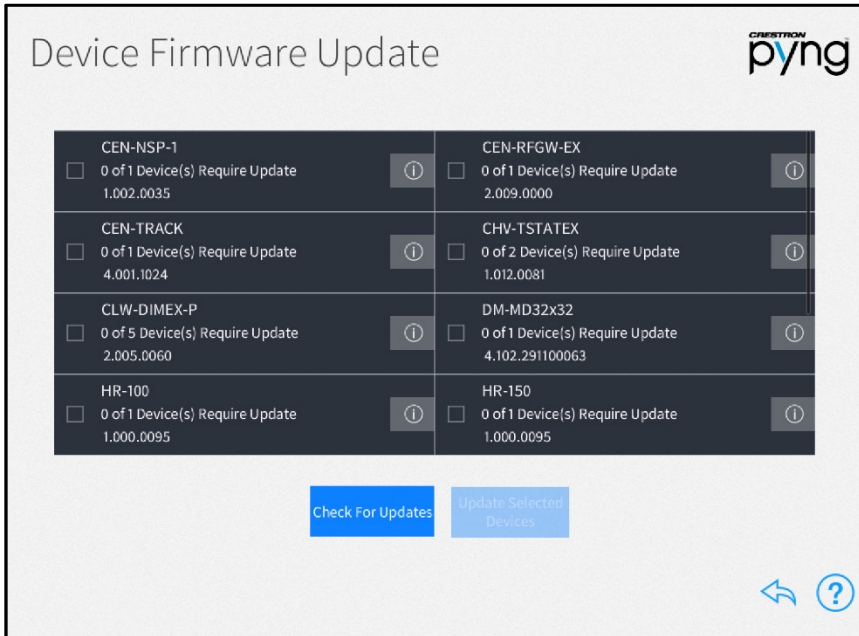 Device Firmware Update
CRESTRON
pyng
CEN-NSP-1
0 of 1 Device(s) Require Update
1.002.0035
CEN-RFGW-EX
0 of 1 Device(s) Require Update
2.009.0000
CEN-TRACK
0 of 1 Device(s) Require Update
4.001.1024
CHV-TSTATEX
0 of 2 Device(s) Require Update
1.012.0081
CLW-DIMEX-P
0 of 5 Device(s) Require Update
2.005.0060
DM-MD32x32
0 of 1 Device(s) Require Update
4.102.291100063
HR-100
0 of 1 Device(s) Require Update
1.000.0095
HR-150
0 of 1 Device(s) Require Update
1.000.0095
Check For Updates
Update Selected
Devices